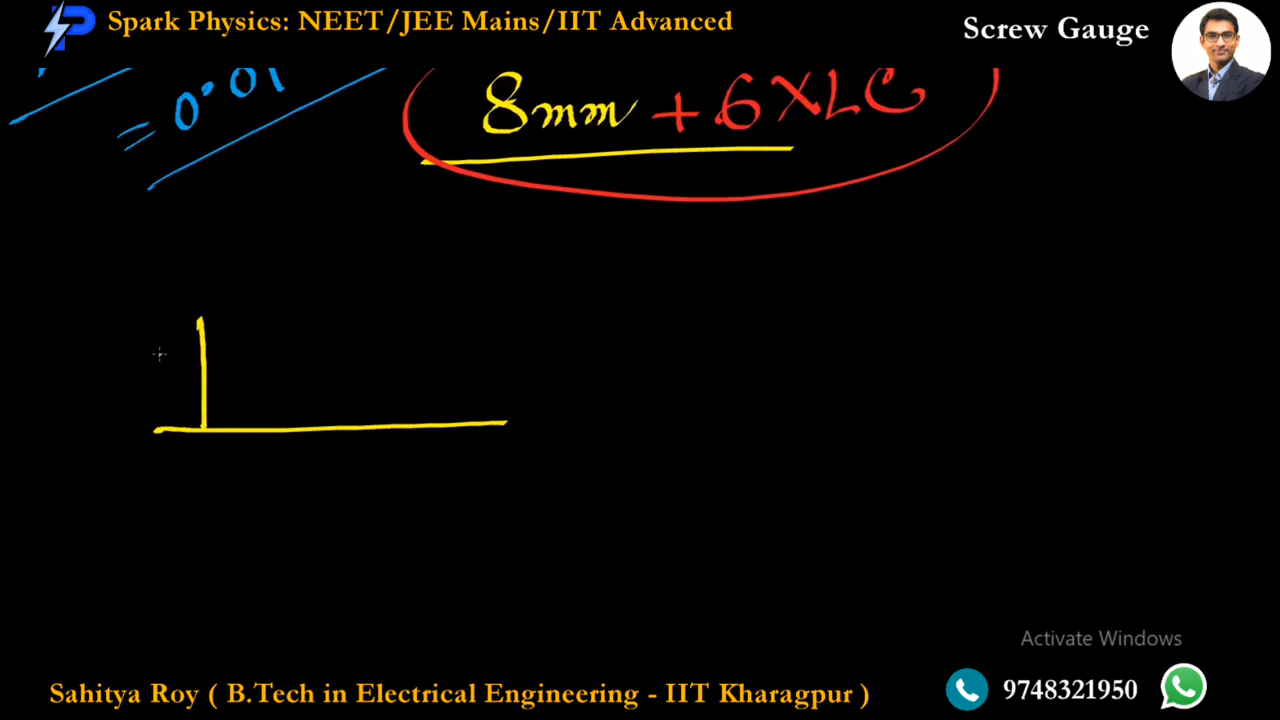 Spark Physics: NEET/JEE Mains/IIT Advanced
Screw Gauge
= 0.01
8mm + 6 X L C
Activate Windows
Sahitya Roy ( B.Tech in Electrical Engineering - IIT Kharagpur )
9748321950